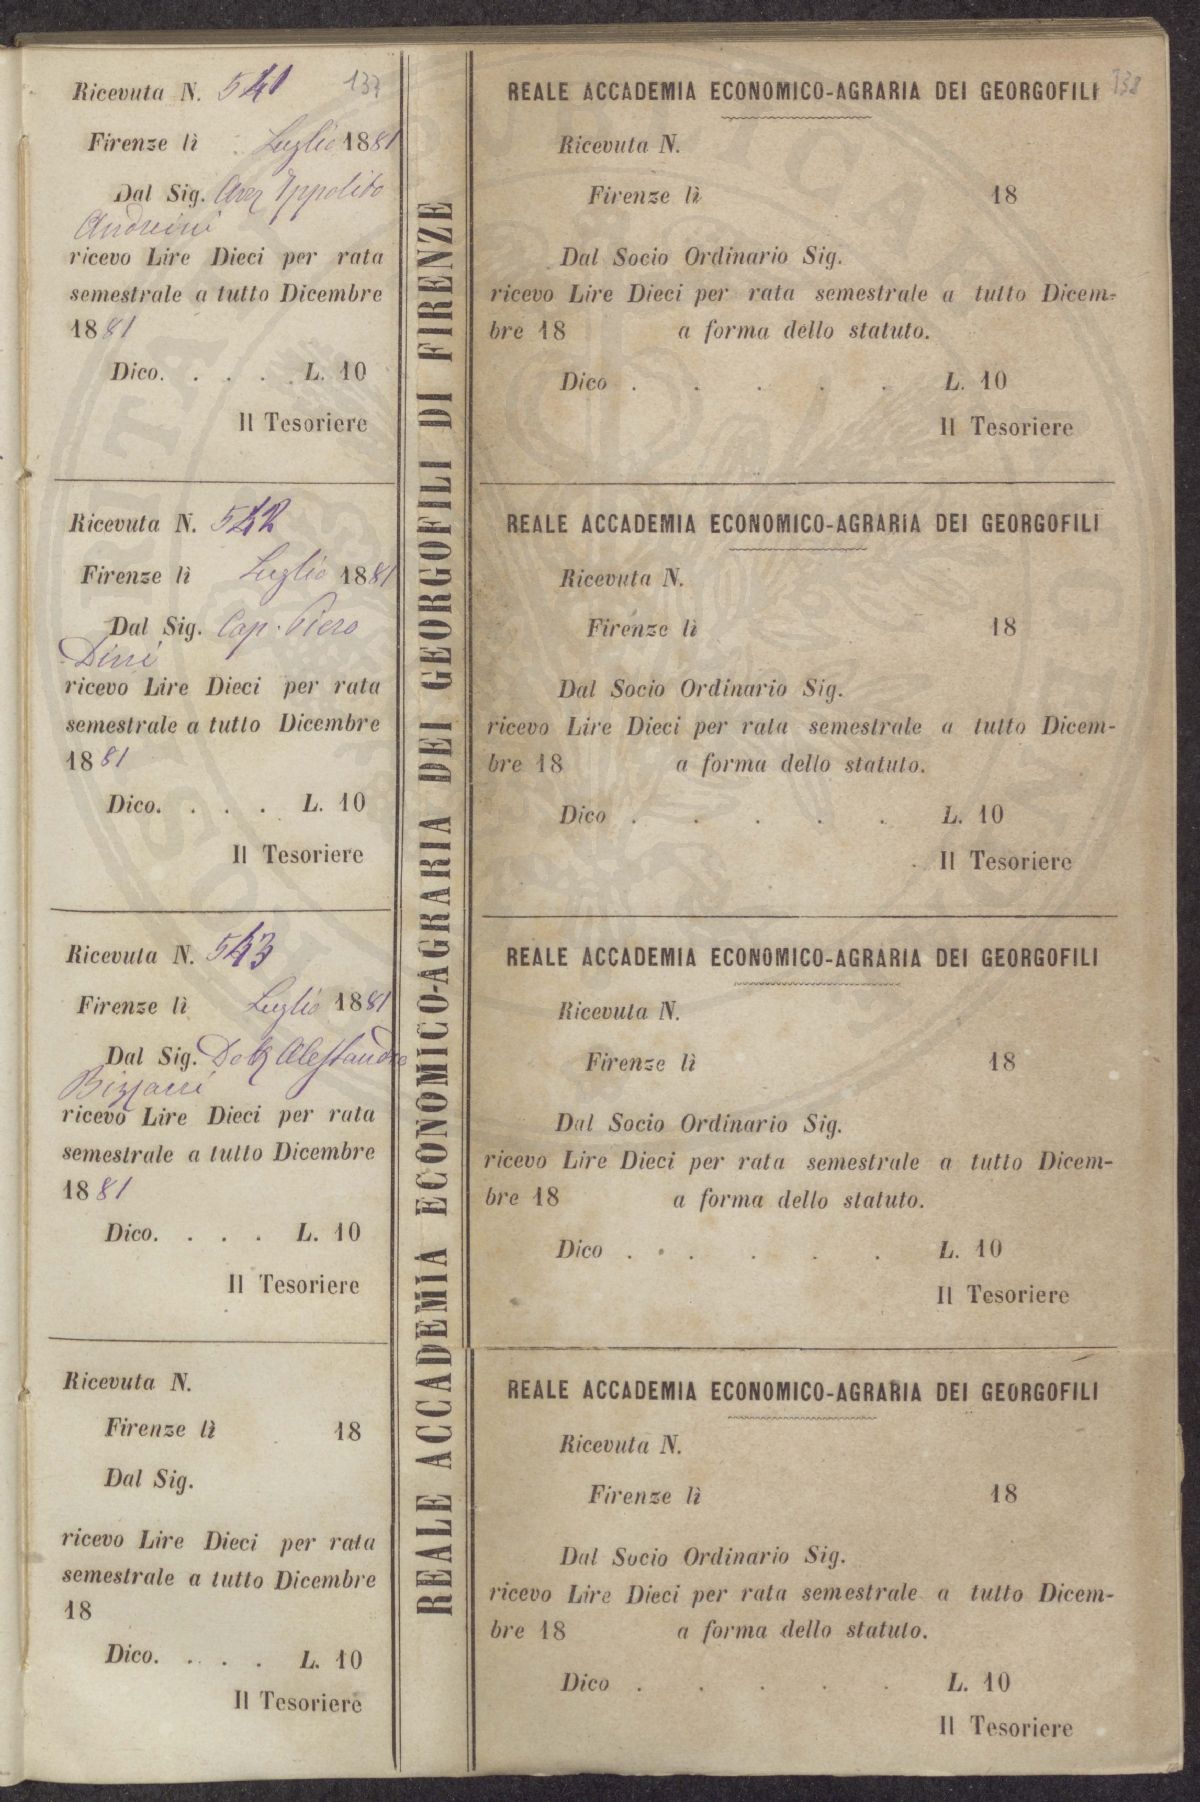 Ricevuta N. 541 137
Firenze lì Luglio 1881
Dal Sig. Avv Ippolito
Andreini
ricevo Lire Dieci per rata
semestrale a tutto Dicembre
1881
Dico. . . . . L. 10
Il Tesoriere
Ricevuta N. 542
Firenze lì Luglio 1881
Dal Sig. Cap. Piero
Dini
ricevo Lire Dieci per rata
semestrale a tutto Dicembre
1881
Dico. . . . L. 10
Il Tesoriere
Ricevuta N. 543
Firenze lì Luglio 1881
Dal Sig. Alessandro
Bizzarri
ricevo Lire Dieci per rata
semestrale a tutto Dicembre
1881
Dico. . . . L. 10
Il Tesoriere
Ricevuta N.
Firenze lì 18
Dal Sig.
ricevo Lire Dieci per rata
semestrale a tutto Dicembre
18
Dico. . . . L. 10
Il Tesoriere
REALE ACCADEMIA ECONOMICO-AGRARIA DEI GEORGOFILI DI FIRENZE
REALE ACCADEMIA ECONOMICO-AGRARIA DEI GEORGOFILI 138
Ricevuta N.
Firenze lì 18
Dal Socio Ordinario Sig.
ricevo Lire Dieci per rata semestrale a tutto Dicem-
bre 18 a forma dello statuto.
Dico . . . . . L. 10
Il Tesoriere
REALE ACCADEMIA ECONOMICO-AGRARIA DEI GEORGOFILI
Ricevuta N.
Firenze lì 18
Dal Socio Ordinario Sig.
ricevo Lire Dieci per rata semestrale a tutto Dicem-
bre 18 a forma dello statuto.
Dico . . . . . L. 10
Il Tesoriere
REALE ACCADEMIA ECONOMICO-AGRARIA DEI GEORGOFILI
Ricevuta N.
Firenze lì 18
Dal Socio Ordinario Sig.
ricevo Lire Dieci per rata semestrale a tutto Dicem-
bre 18 a forma dello statuto.
Dico . . . . . L. 10
Il Tesoriere
REALE ACCADEMIA ECONOMICO-AGRARIA DEI GEORGOFILI
Ricevuta N.
Firenze lì 18
Dal Socio Ordinario Sig.
ricevo Lire Dieci per rata semestrale a tutto Dicem-
bre 18 a forma dello statuto.
Dico . . . . . L. 10
Il Tesoriere